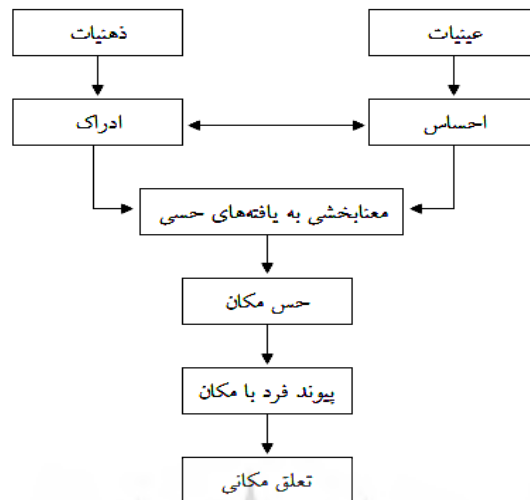 عینیات
ذهنیات
احساس
ادراک
معنابخشی به یافته‌های حسی
حس مکان
پیوند فرد با مکان
تعلق مکانی